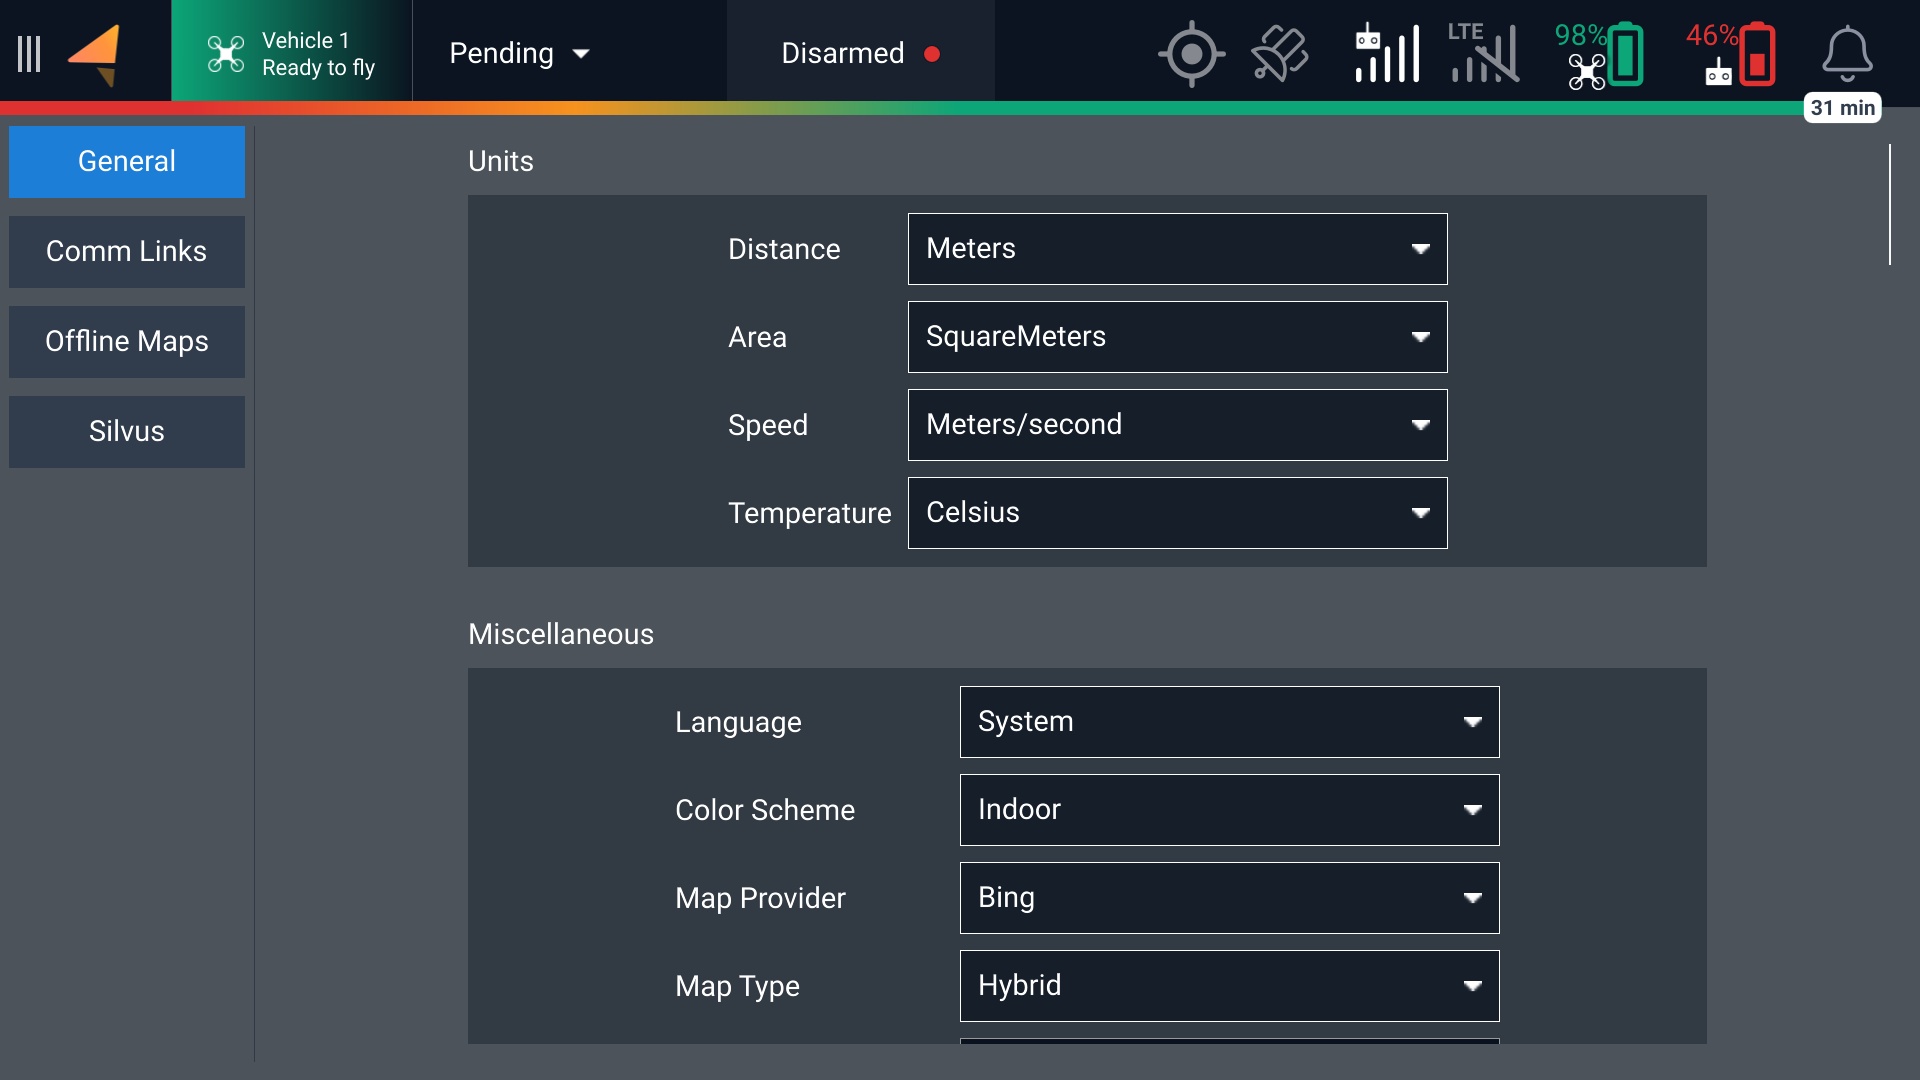 Vehicle 1
Ready to fly
Pending
Disarmed
LTE
98%
46%
31 min
General
Comm Links
Offline Maps
Silvus
Units
Distance Meters
Area SquareMeters
Speed Meters/second
Temperature Celsius
Miscellaneous
Language System
Color Scheme Indoor
Map Provider Bing
Map Type Hybrid